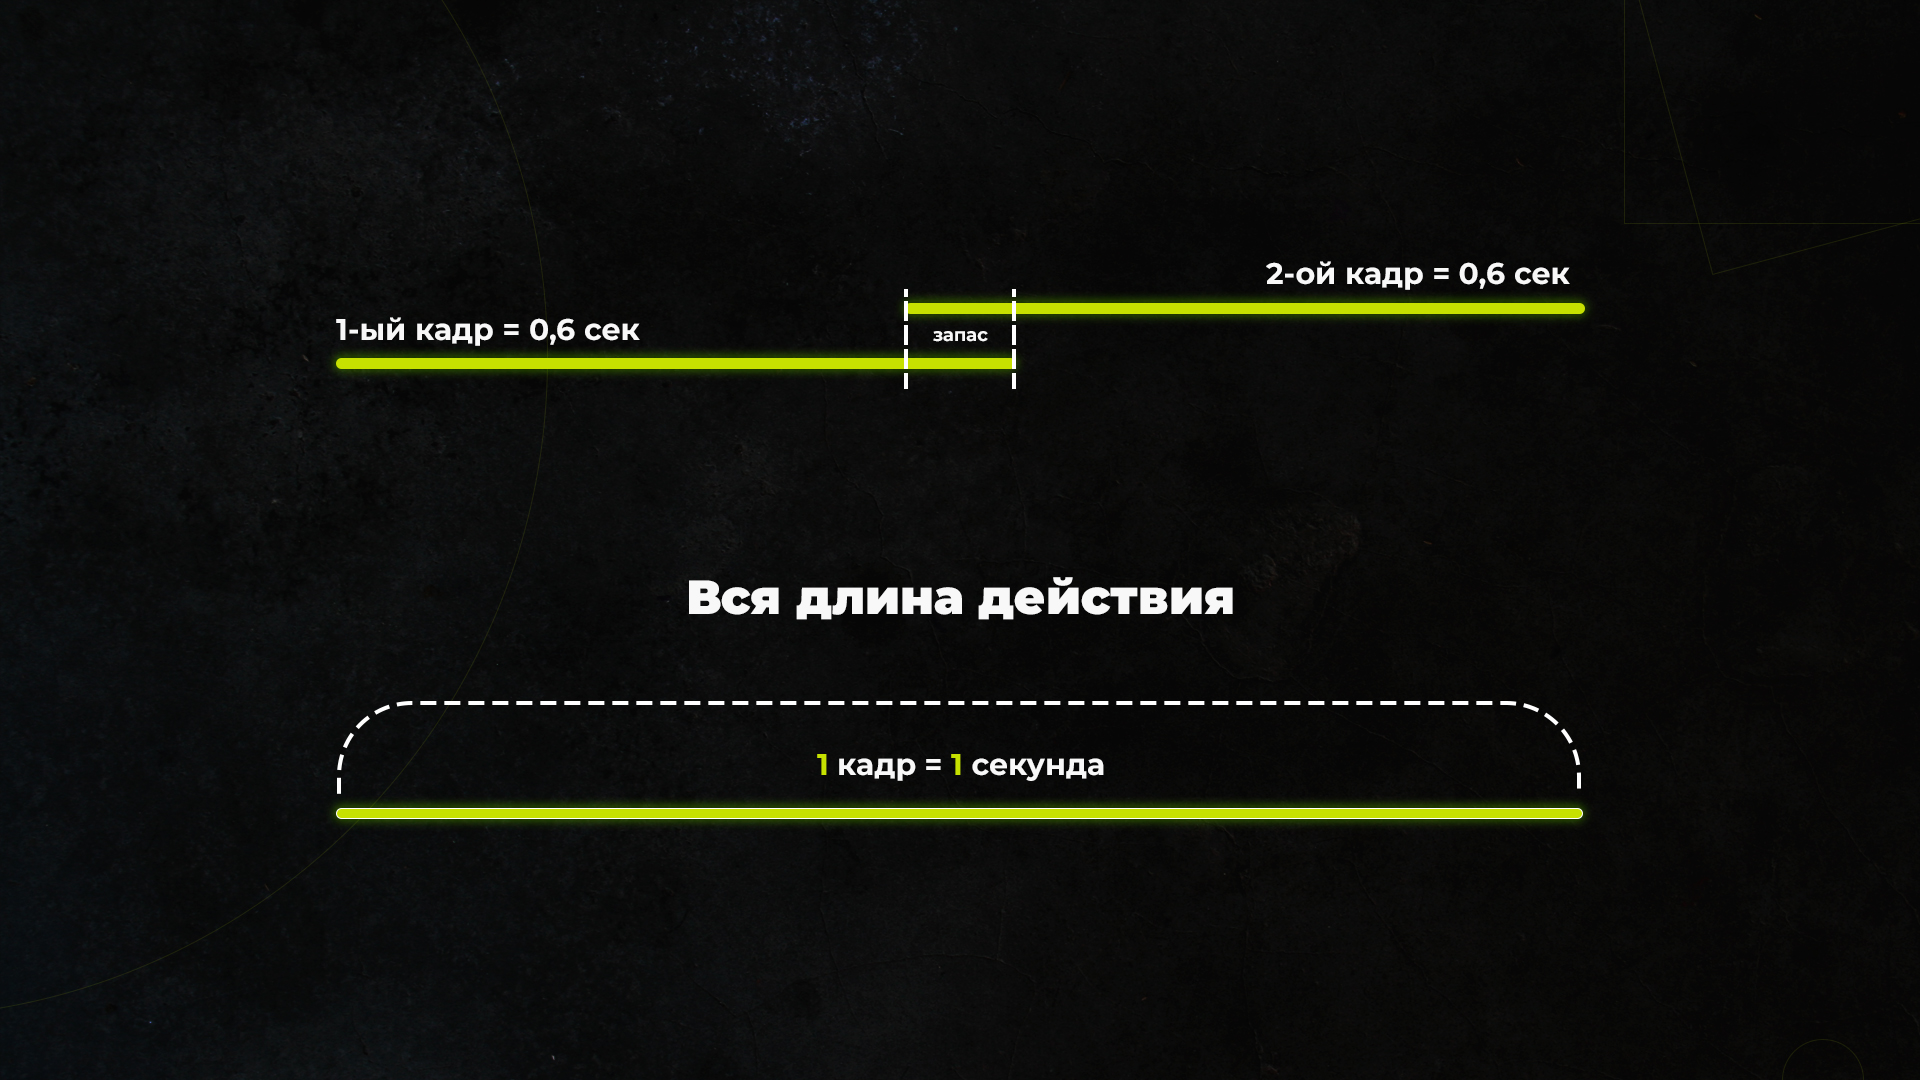 2-ой кадр = 0,6 сек
1-ый кадр = 0,6 сек
запас
Вся длина действия
1 кадр = 1 секунда